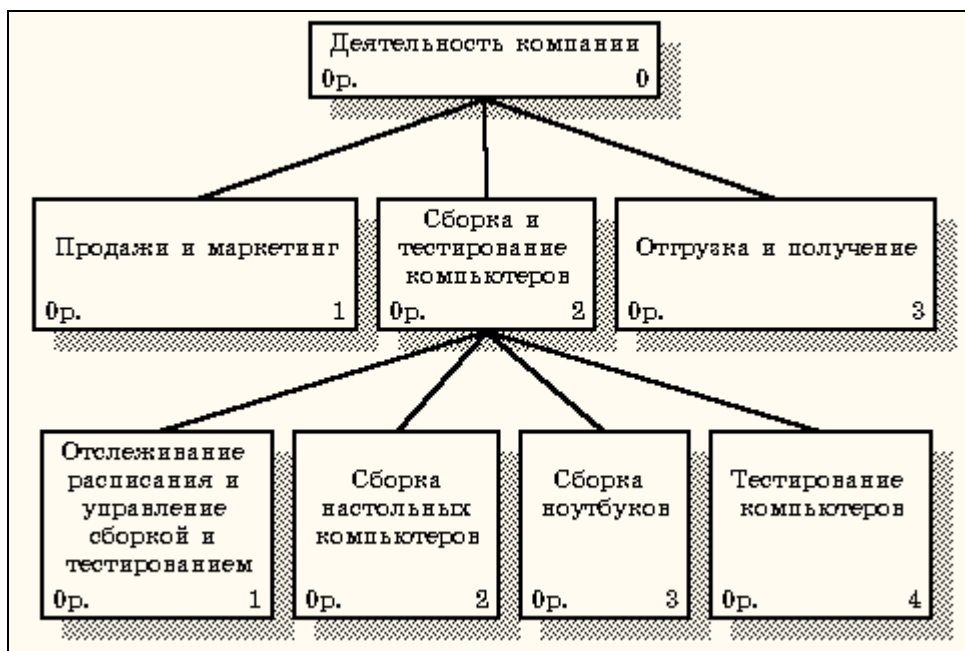 Деятельность компании
0р. 0
Продажи и маркетинг
0р. 1
Сборка и
тестирование
компьютеров
0р. 2
Отгрузка и получение
0р. 3
Отслеживание
расписания и
управление
сборкой и
тестированием
0р. 1
Сборка
настольных
компьютеров
0р. 2
Сборка
ноутбуков
0р. 3
Тестирование
компьютеров
0р. 4